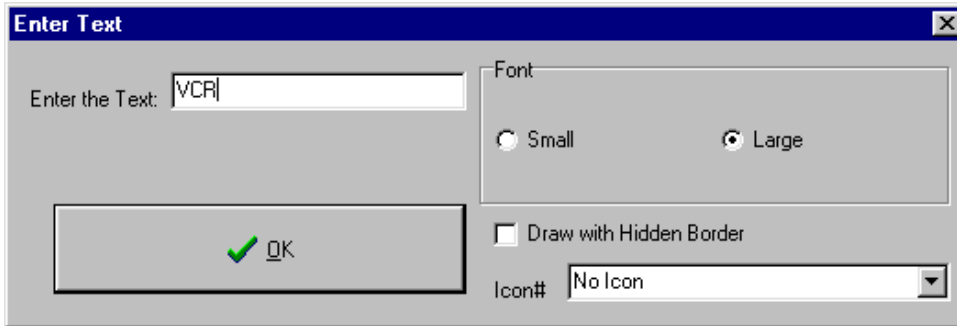 Enter Text
Enter the Text: VCR
Font
Small Large
OK
Draw with Hidden Border
Icon# No Icon